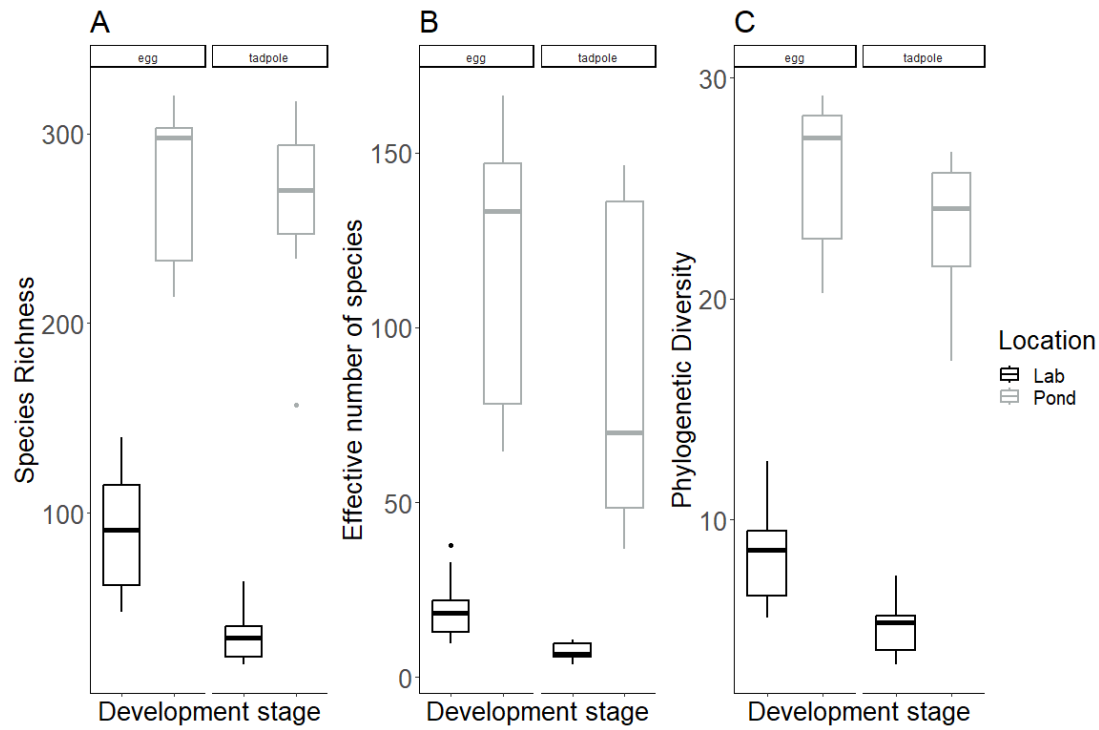 A
egg
tadpole
Species Richness
300
200
100
Development stage
B
egg
tadpole
Effective number of species
150
100
50
0
Development stage
C
egg
tadpole
Phylogenetic Diversity
30
20
10
Development stage
Location
Lab
Pond